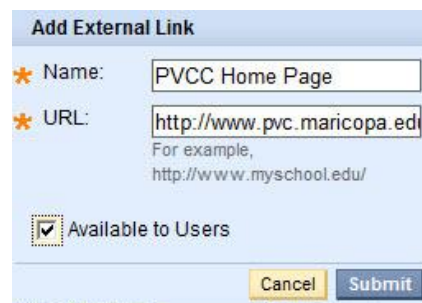 Add External Link
* Name: PVCC Home Page
* URL: http://www.pvc.maricopa.edu
For example,
http://www.myschool.edu/
Available to Users
Cancel Submit